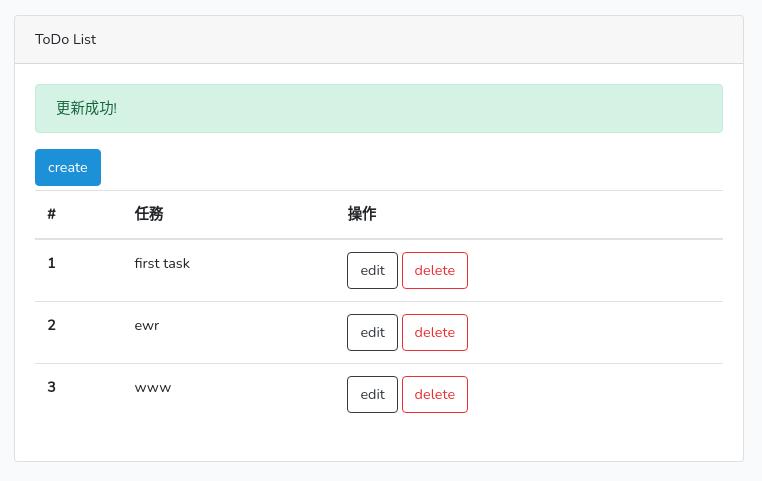 ToDo List
更新成功!
create
# 任務 操作
1 first task edit delete
2 ewr edit delete
3 www edit delete